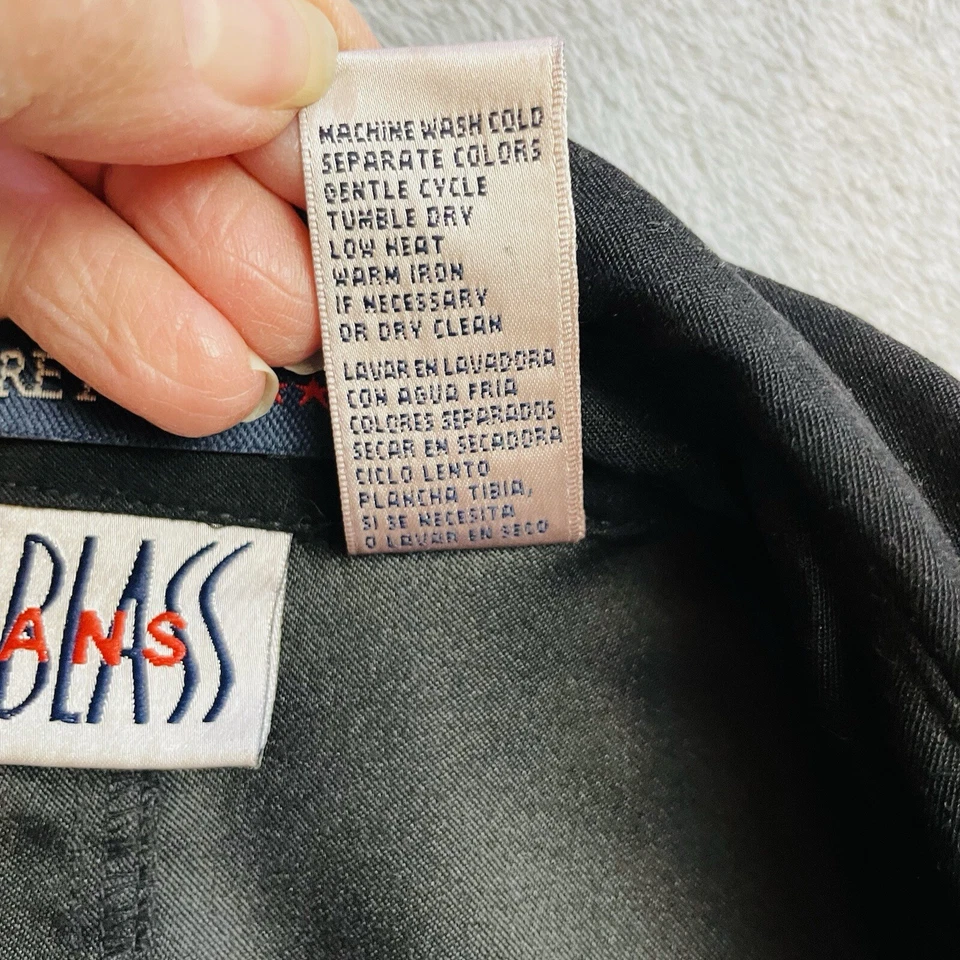 MACHINE WASH COLD
SEPARATE COLORS
GENTLE CYCLE
TUMBLE DRY
LOW HEAT
WARM IRON
IF NECESSARY
OR DRY CLEAN
LAVAR EN LAVADORA
CON AGUA FRIA
COLORES SEPARADOS
SECAR EN SECADORA
CICLO LENTO
PLANCHA TIBIA,
SI SE NECESITA
O LAVAR EN SECO
BLASS
ANS